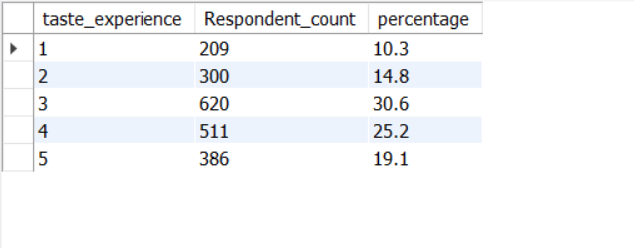 taste_experience Respondent_count percentage
1 209 10.3
2 300 14.8
3 620 30.6
4 511 25.2
5 386 19.1